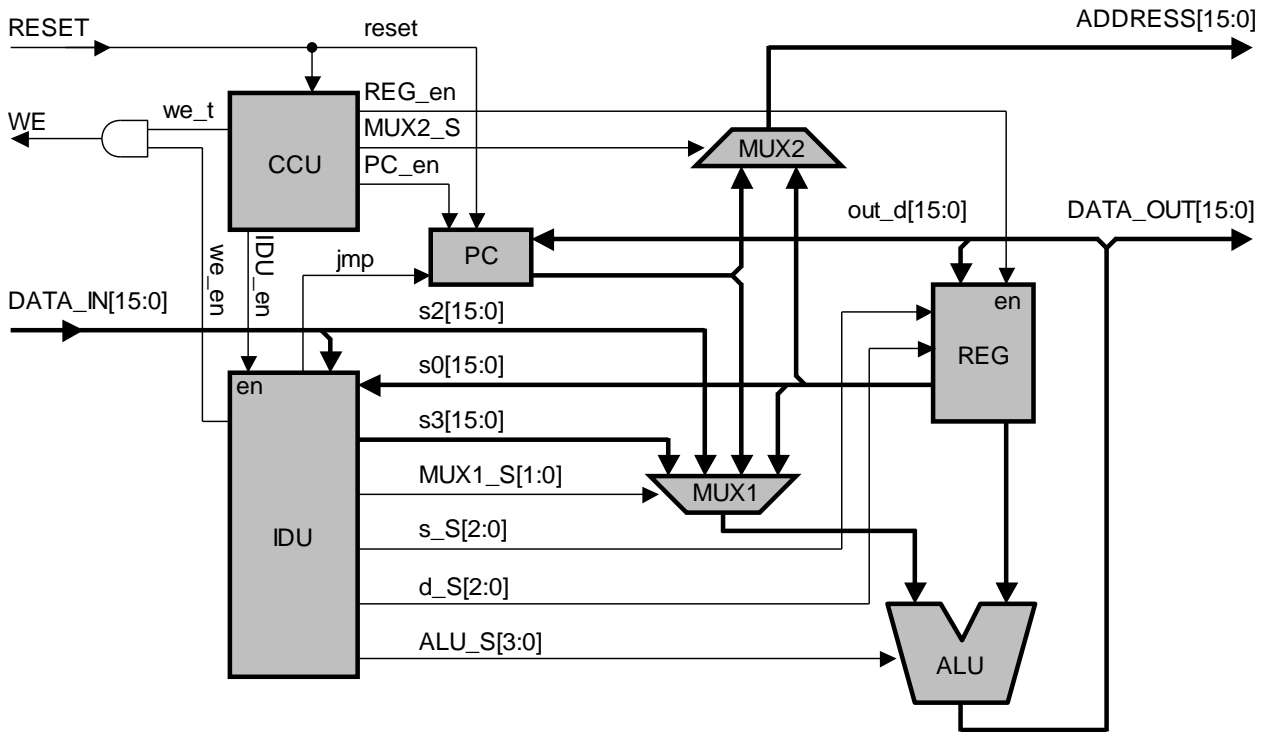 ADDRESS[15:0]
RESET
reset
REG_en
we_t
WE
MUX2_S
MUX2
CCU
PC_en
out_d[15:0]
DATA_OUT[15:0]
we_en
IDU_en
PC
jmp
DATA_IN[15:0]
s2[15:0]
en
REG
s0[15:0]
en
s3[15:0]
MUX1_S[1:0]
MUX1
IDU
s_S[2:0]
d_S[2:0]
ALU_S[3:0]
ALU